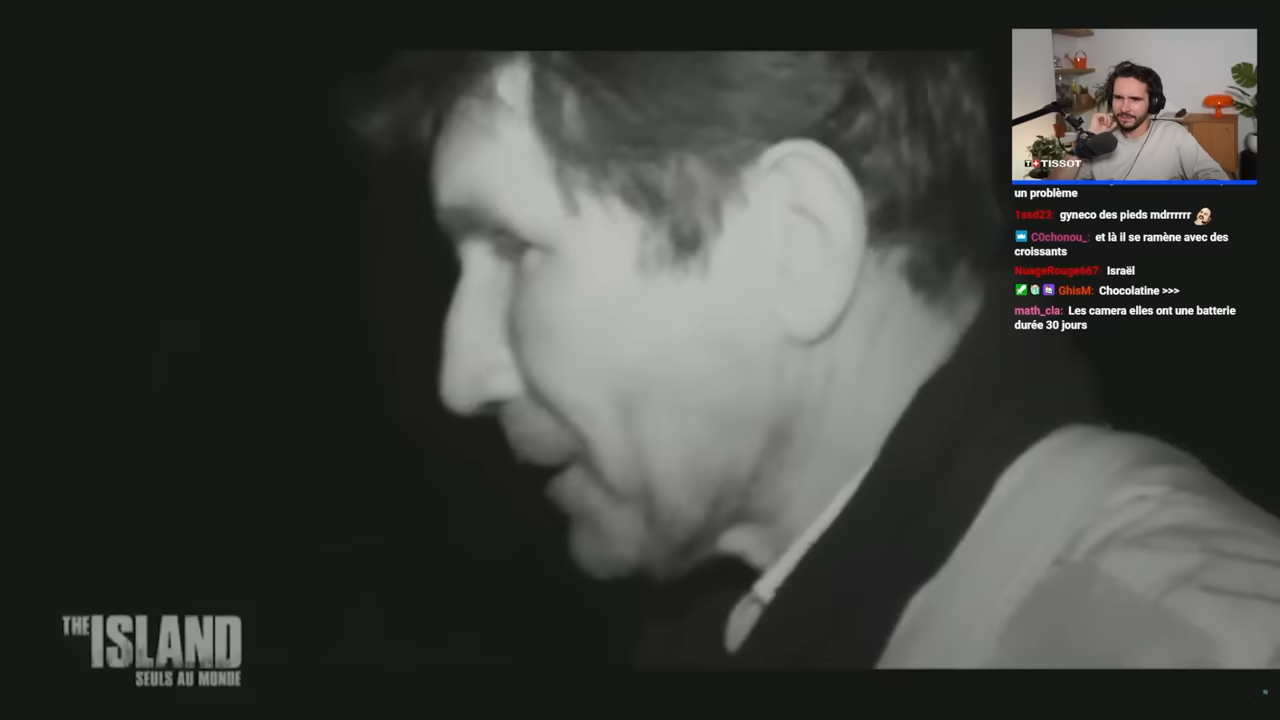 T+TISSOT
un problème
1ssd23: gyneco des pieds mdrrrrrr
C0chonou_: et là il se ramène avec des
croissants
NuageRouge667: Israël
GhisM: Chocolatine >>>
math_cla: Les camera elles ont une batterie
durée 30 jours
THE ISLAND
SEULS AU MONDE